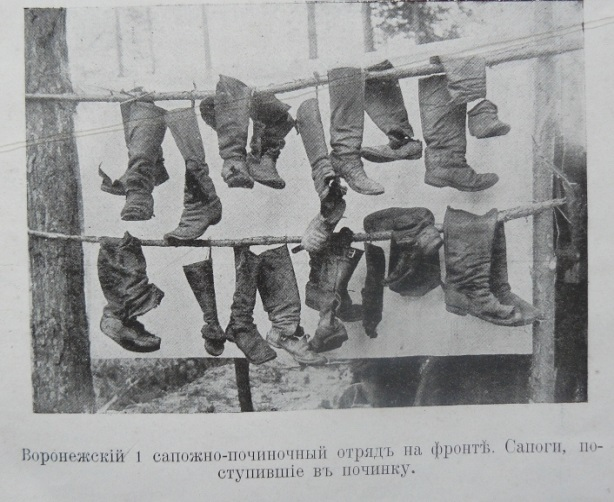 Воронежскій 1 сапожно-починочный отрядъ на фронтѣ. Сапоги, по-
ступившіе въ починку.